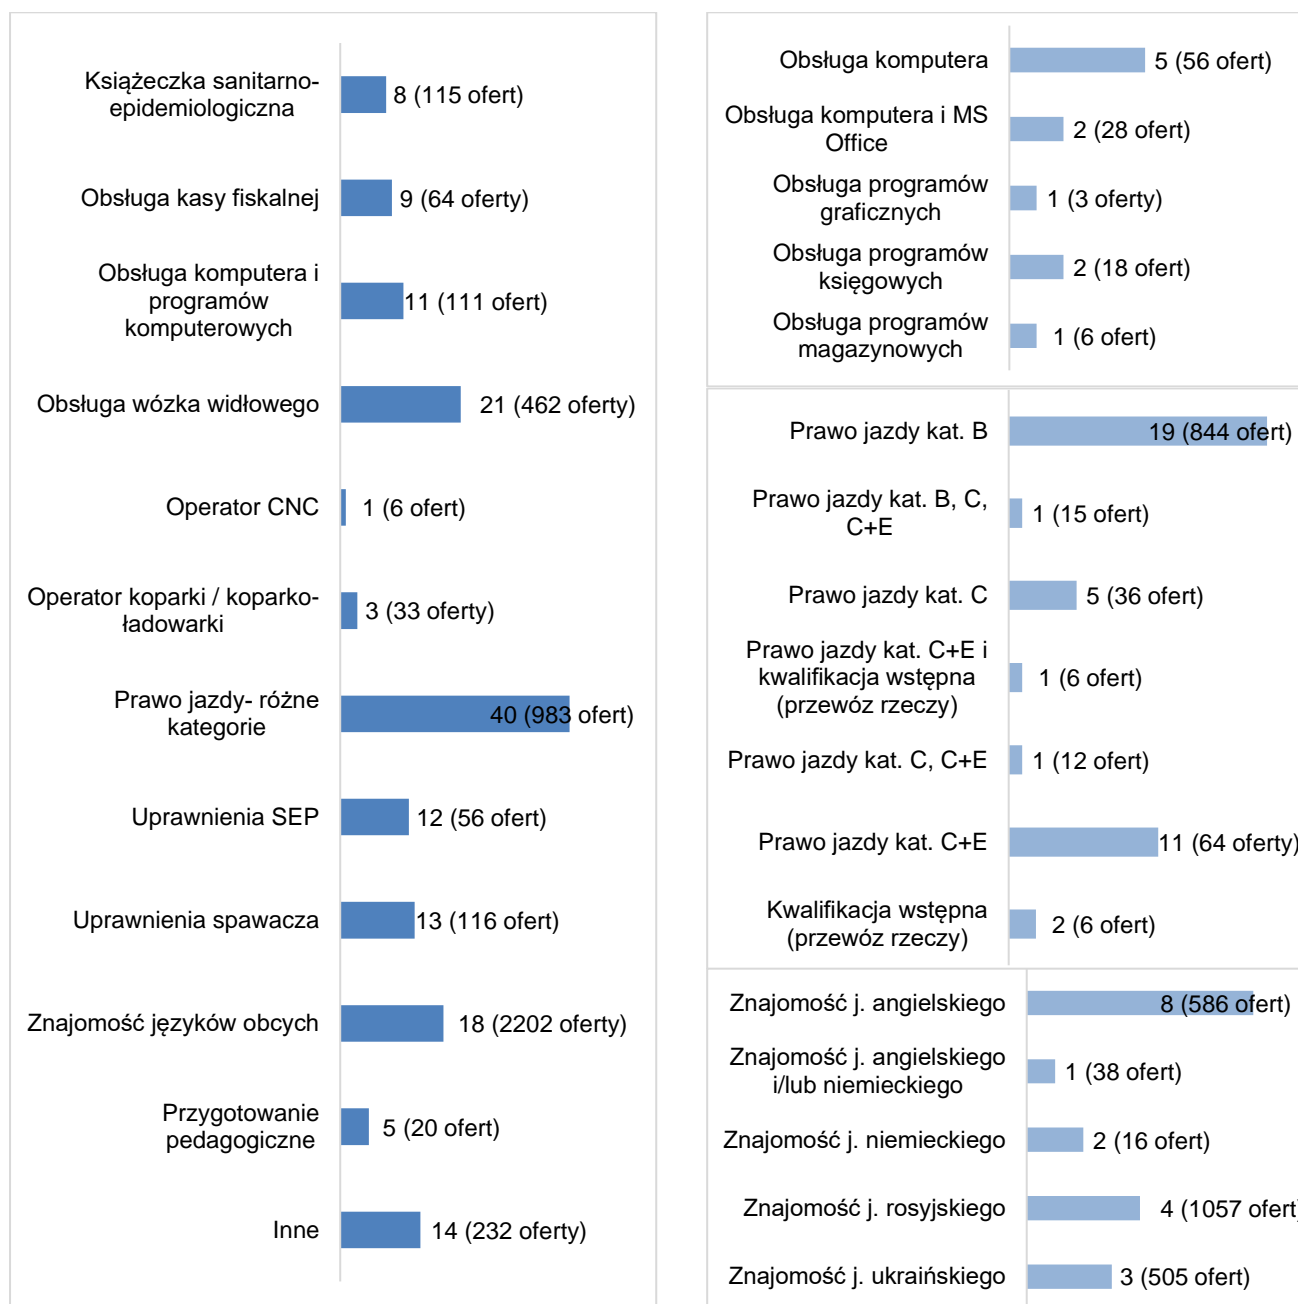 Książeczka sanitarno-
epidemiologiczna
8 (115 ofert)
Obsługa kasy fiskalnej
9 (64 oferty)
Obsługa komputera i
programów
komputerowych
11 (111 ofert)
Obsługa wózka widłowego
21 (462 oferty)
Operator CNC
1 (6 ofert)
Operator koparki / koparko-
ładowarki
3 (33 oferty)
Prawo jazdy- różne
kategorie
40 (983 ofert)
Uprawnienia SEP
12 (56 ofert)
Uprawnienia spawacza
13 (116 ofert)
Znajomość języków obcych
18 (2202 oferty)
Przygotowanie
pedagogiczne
5 (20 ofert)
Inne
14 (232 oferty)
Obsługa komputera
5 (56 ofert)
Obsługa komputera i MS
Office
2 (28 ofert)
Obsługa programów
graficznych
1 (3 oferty)
Obsługa programów
księgowych
2 (18 ofert)
Obsługa programów
magazynowych
1 (6 ofert)
Prawo jazdy kat. B
19 (844 ofert)
Prawo jazdy kat. B, C,
C+E
1 (15 ofert)
Prawo jazdy kat. C
5 (36 ofert)
Prawo jazdy kat. C+E i
kwalifikacja wstępna
(przewóz rzeczy)
1 (6 ofert)
Prawo jazdy kat. C, C+E
1 (12 ofert)
Prawo jazdy kat. C+E
11 (64 oferty)
Kwalifikacja wstępna
(przewóz rzeczy)
2 (6 ofert)
Znajomość j. angielskiego
8 (586 ofert)
Znajomość j. angielskiego
i/lub niemieckiego
1 (38 ofert)
Znajomość j. niemieckiego
2 (16 ofert)
Znajomość j. rosyjskiego
4 (1057 ofert)
Znajomość j. ukraińskiego
3 (505 ofert)